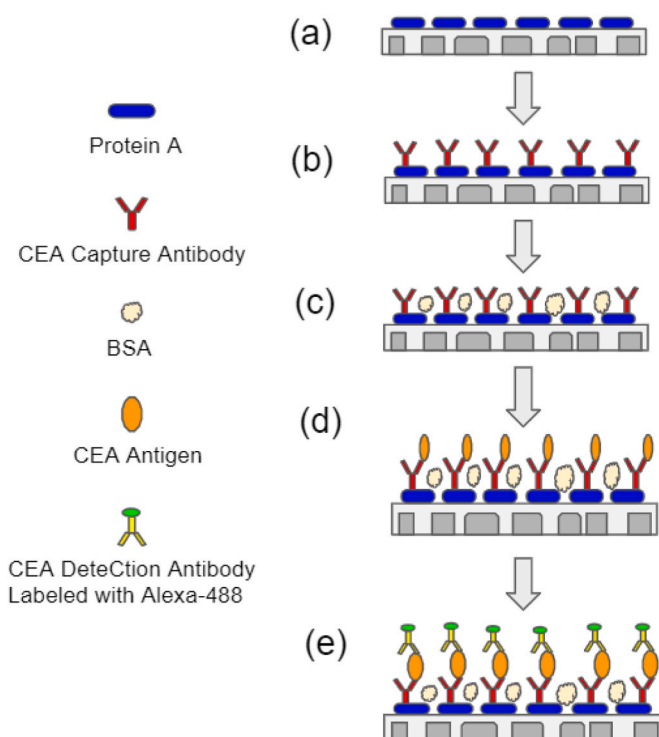 (a)
Protein A
(b)
CEA Capture Antibody
(c)
BSA
(d)
CEA Antigen
CEA DeteCtion Antibody
Labeled with Alexa-488
(e)